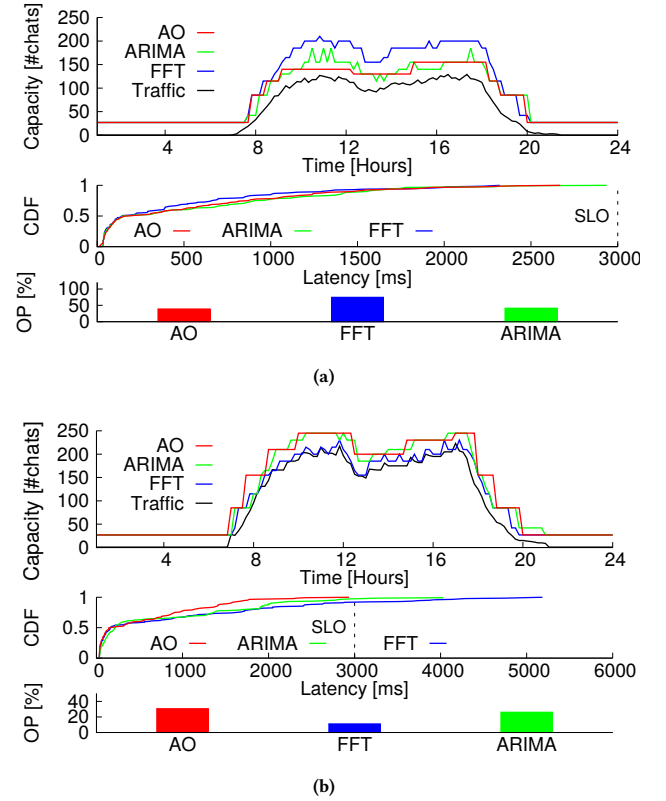 250
200
150
100
50
0
Capacity [#chats]
AO
ARIMA
FFT
Traffic
4 8 12 16 20 24
Time [Hours]
1
0.5
0
CDF
AO ARIMA FFT
SLO
500 1000 1500 2000 2500 3000
Latency [ms]
100
50
0
OP [%]
AO FFT ARIMA
(a)
250
200
150
100
50
0
Capacity [#chats]
AO
ARIMA
FFT
Traffic
4 8 12 16 20 24
Time [Hours]
1
0.5
0
CDF
SLO
AO ARIMA FFT
0 1000 2000 3000 4000 5000 6000
Latency [ms]
40
20
0
OP [%]
AO FFT ARIMA
(b)